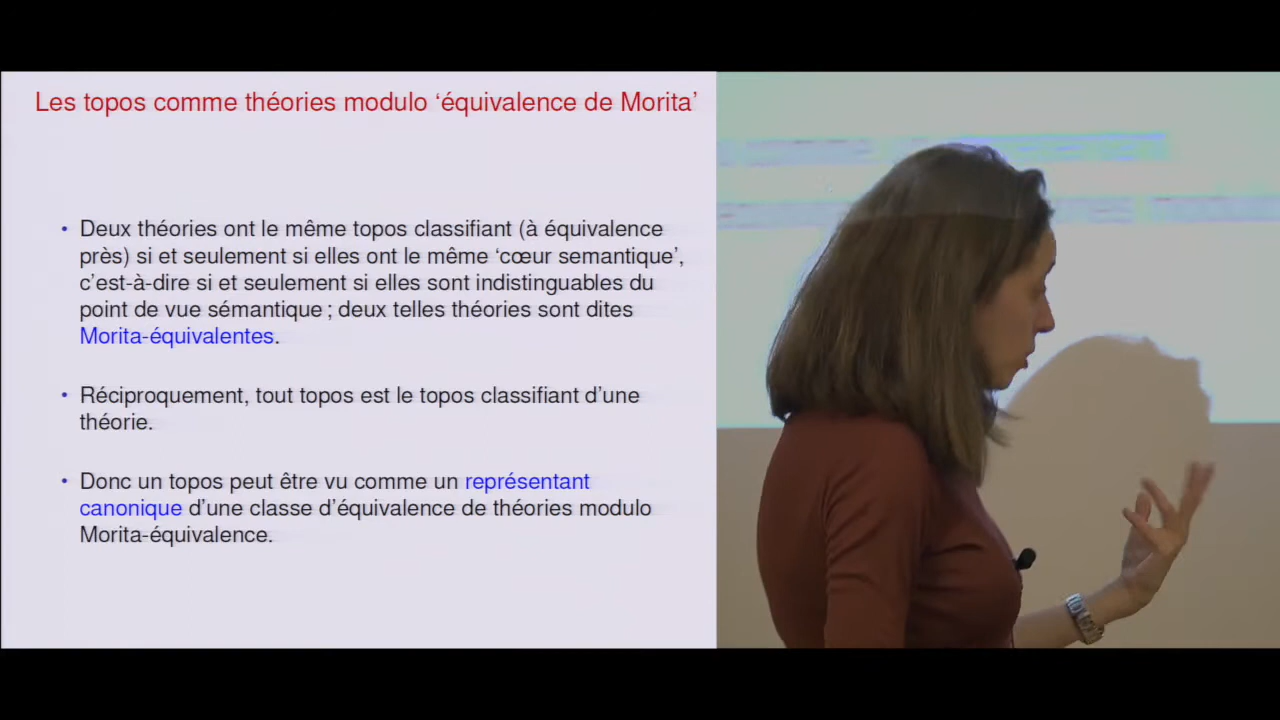 Les topos comme théories modulo ‘équivalence de Morita’
• Deux théories ont le même topos classifiant (à équivalence
près) si et seulement si elles ont le même ‘cœur semantique’,
c’est-à-dire si et seulement si elles sont indistinguables du
point de vue sémantique ; deux telles théories sont dites
Morita-équivalentes.
• Réciproquement, tout topos est le topos classifiant d’une
théorie.
• Donc un topos peut être vu comme un représentant
canonique d’une classe d’équivalence de théories modulo
Morita-équivalence.